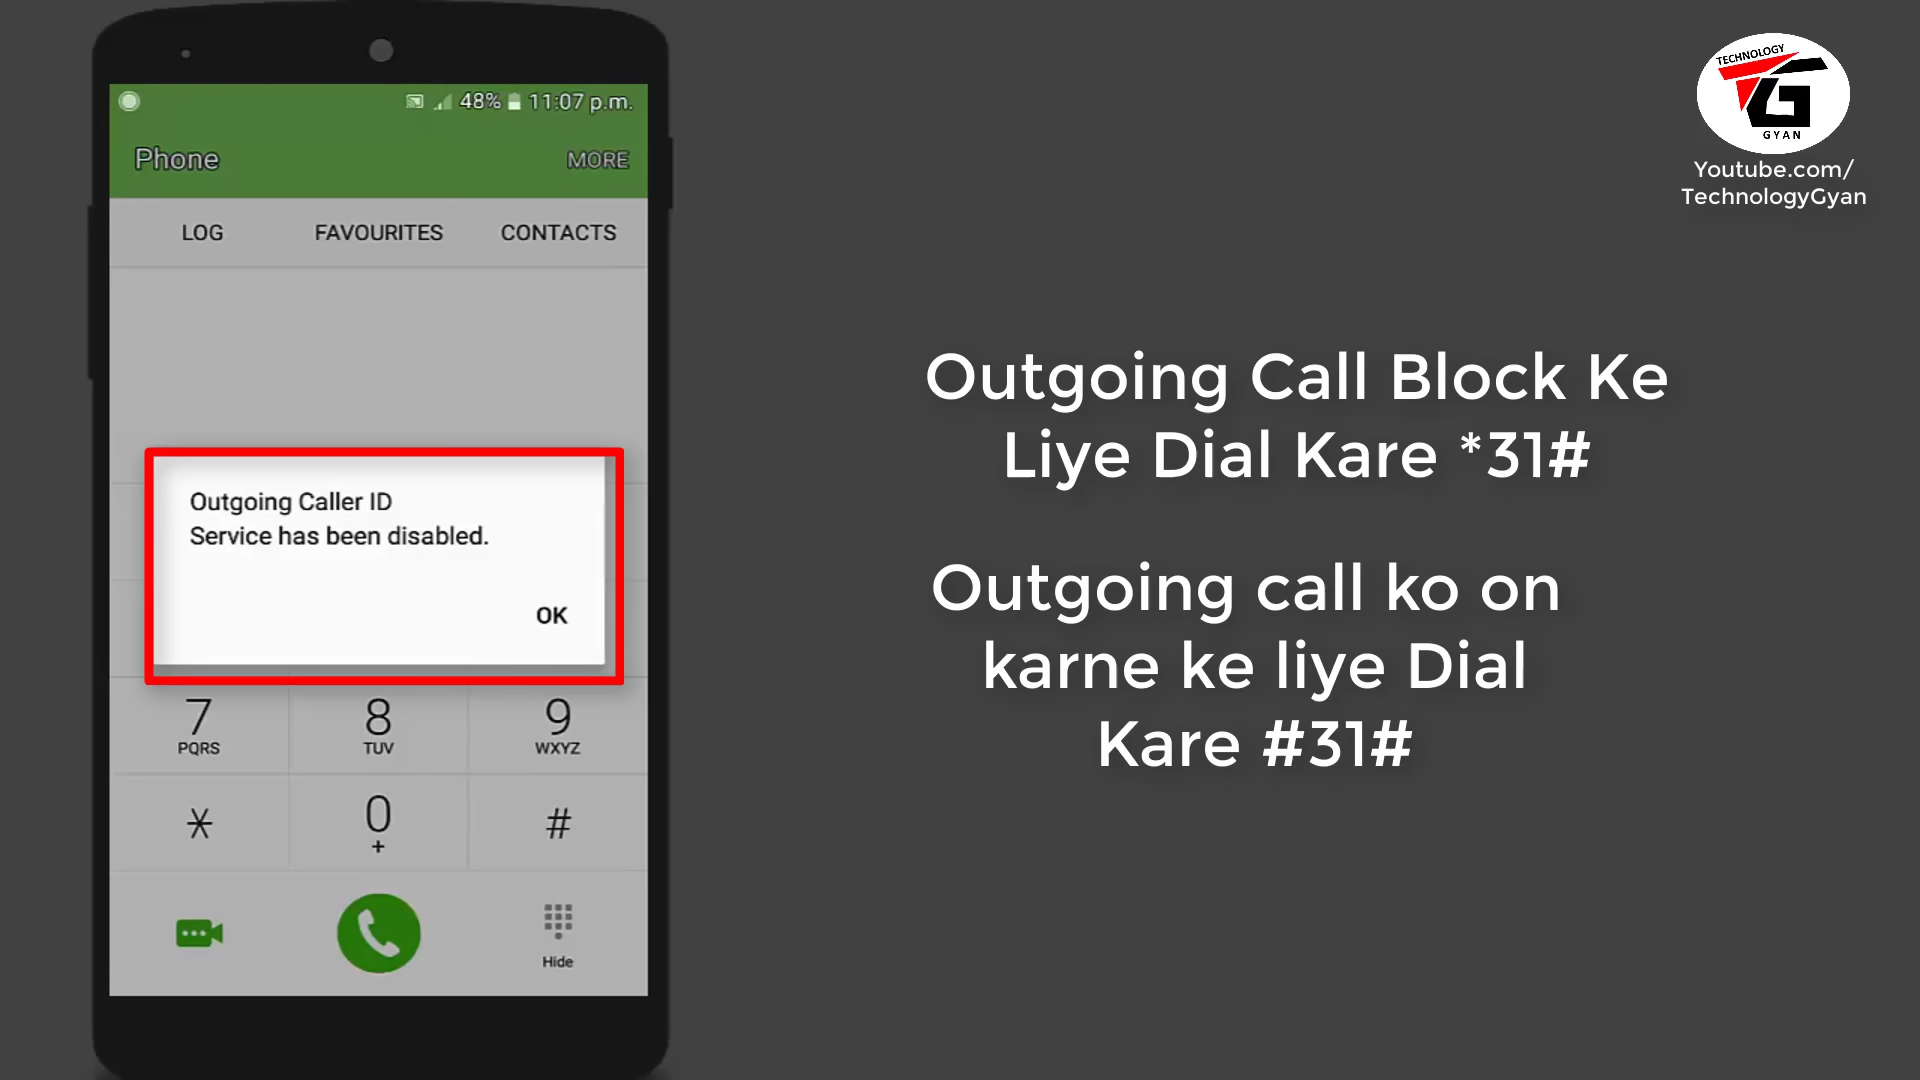 48% 11:07 p.m.
Phone
MORE
LOG FAVOURITES CONTACTS
Outgoing Caller ID
Service has been disabled.
OK
7 8 9
PQRS TUV WXYZ
* 0 #
+
Hide
TECHNOLOGY
TG
GYAN
Youtube.com/
TechnologyGyan
Outgoing Call Block Ke
Liye Dial Kare *31#
Outgoing call ko on
karne ke liye Dial
Kare #31#